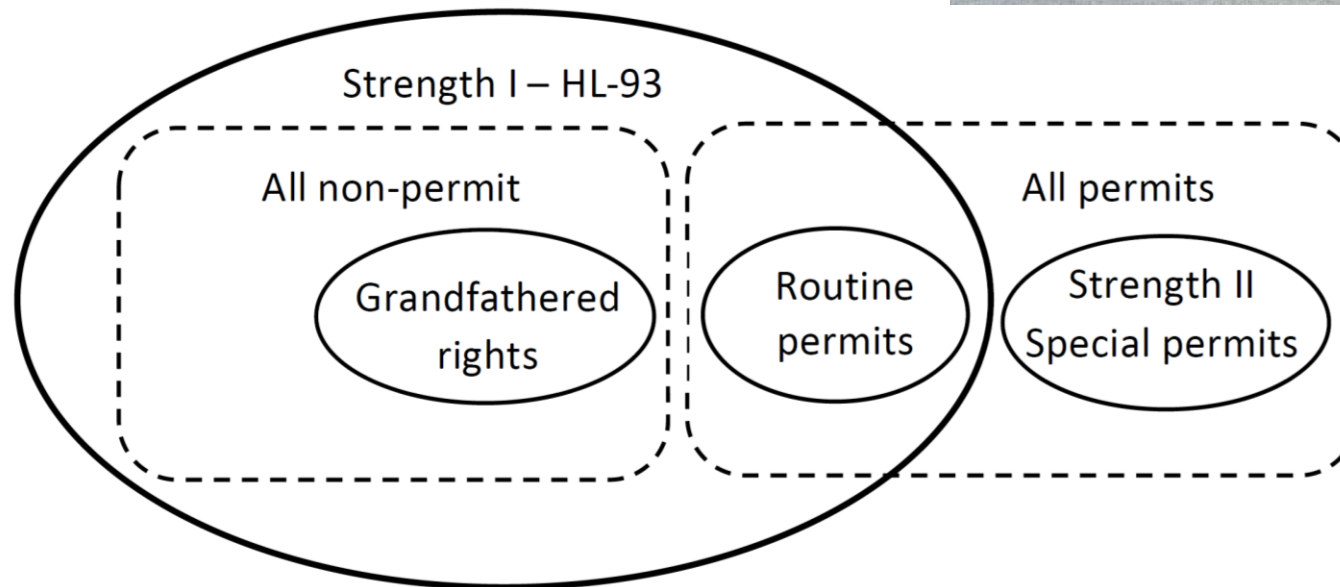 Strength I – HL-93
All non-permit
All permits
Grandfathered
rights
Routine
permits
Strength II
Special permits